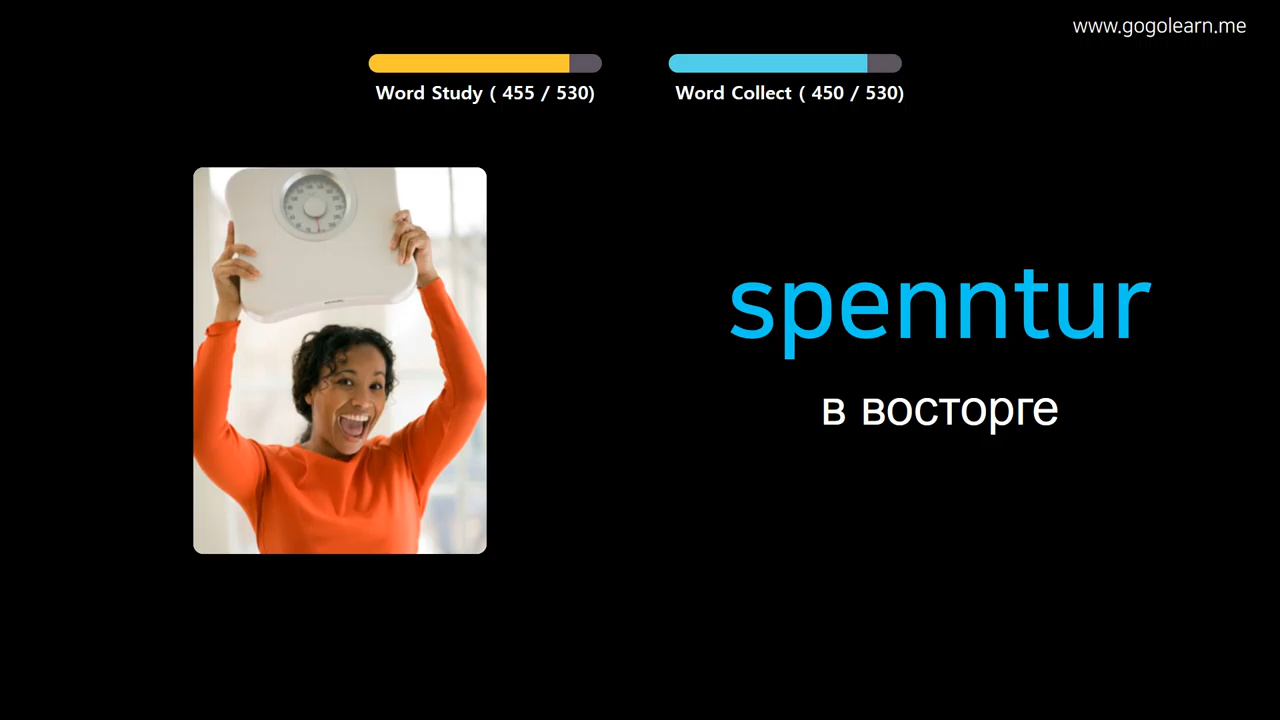 www.gogolearn.me
Word Study ( 455 / 530)
Word Collect ( 450 / 530)
spenntur
в восторге